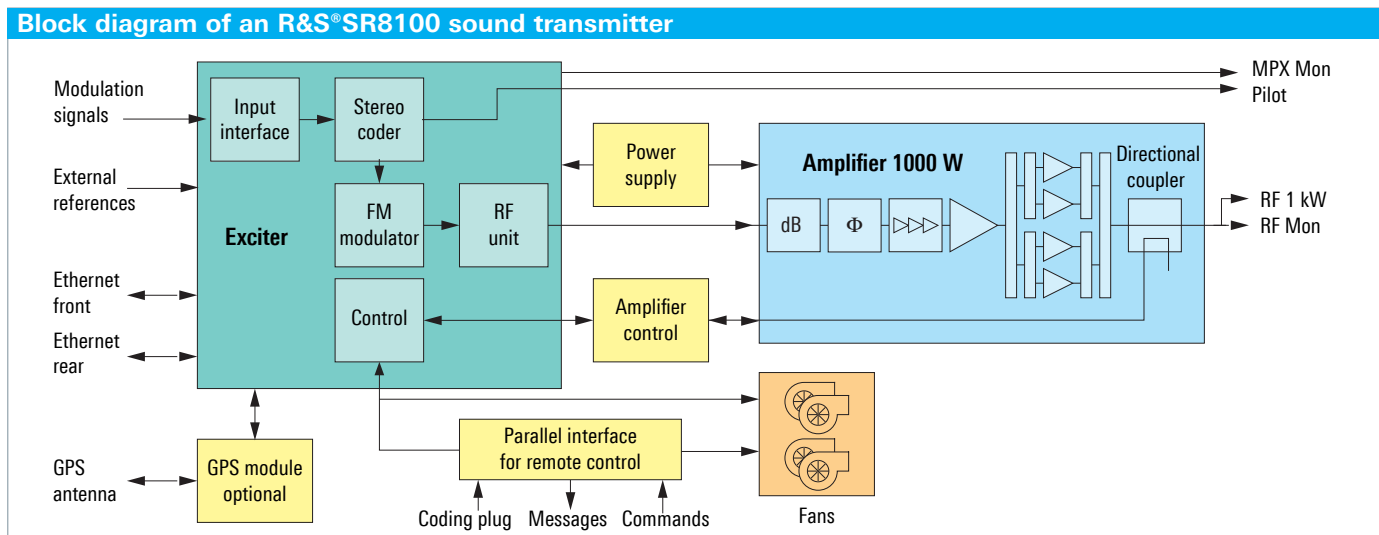 Block diagram of an R&S®SR8100 sound transmitter
Modulation
signals
Input
interface
Stereo
coder
MPX Mon
Pilot
External
references
Exciter
FM
modulator
RF
unit
Power
supply
Amplifier 1000 W
dB
Φ
Directional
coupler
RF 1 kW
RF Mon
Ethernet
front
Ethernet
rear
Control
Amplifier
control
GPS
antenna
GPS module
optional
Parallel interface
for remote control
Coding plug
Messages
Commands
Fans